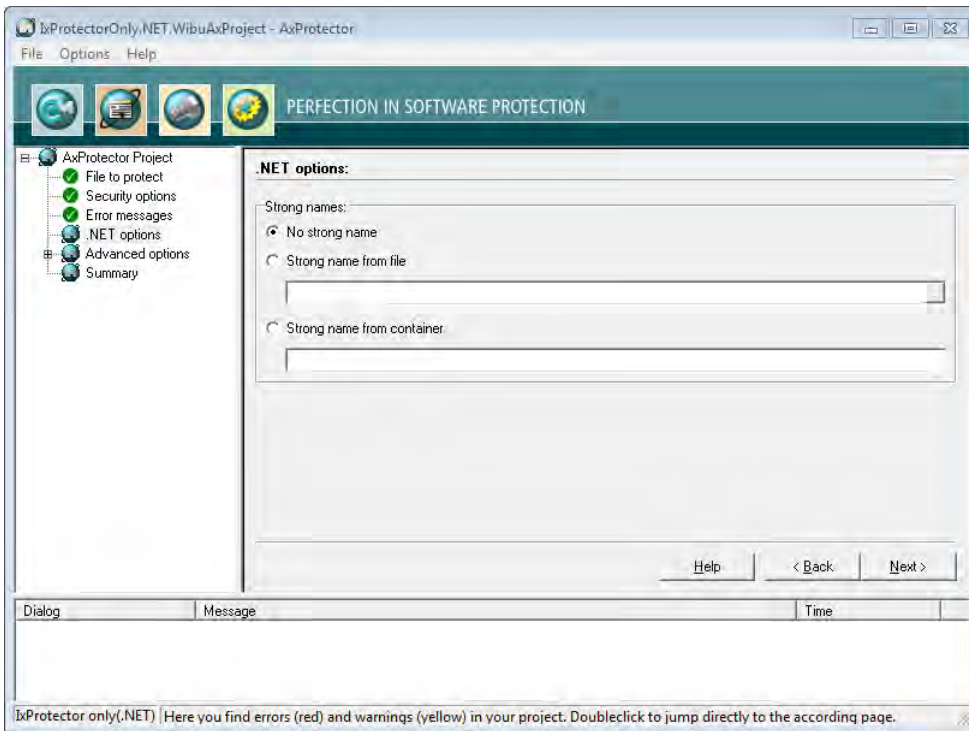 IxProtectorOnly.NET.WibuAxProject - AxProtector
File Options Help
PERFECTION IN SOFTWARE PROTECTION
AxProtector Project
File to protect
Security options
Error messages
.NET options
Advanced options
Summary
.NET options:
Strong names:
No strong name
Strong name from file
Strong name from container
Help < Back Next >
Dialog Message Time
IxProtector only(.NET) Here you find errors (red) and warnings (yellow) in your project. Doubleclick to jump directly to the according page.